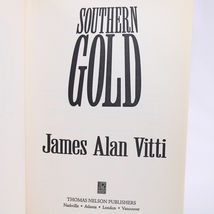 SOUTHERN
GOLD
James Alan Vitti
THOMAS NELSON PUBLISHERS
Nashville • Atlanta • London • Vancouver